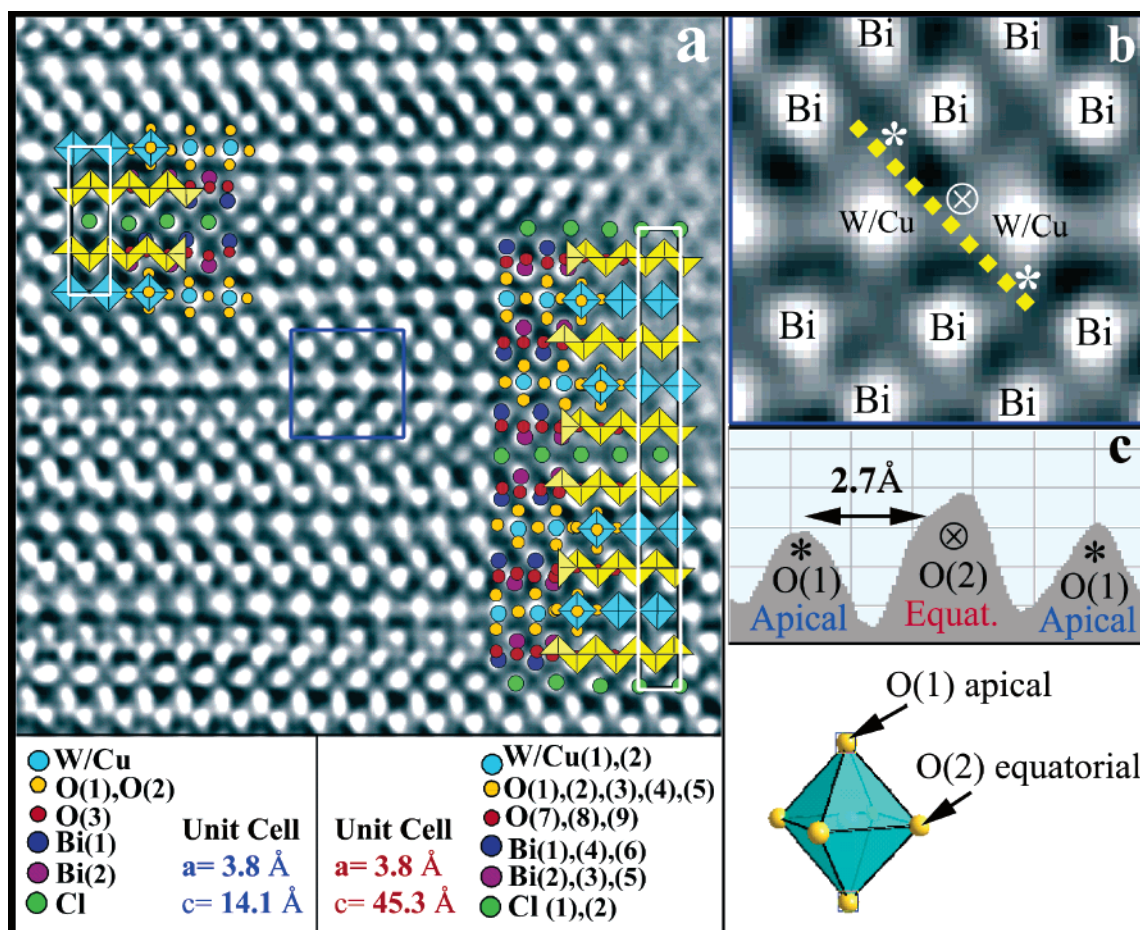 a
b
Bi
Bi
Bi
Bi
Bi
*
⊗
W/Cu
W/Cu
*
Bi
Bi
Bi
Bi
Bi
c
2.7Å
*
⊗
*
O(1)
O(2)
O(1)
Apical
Equat.
Apical
O(1) apical
O(2) equatorial
W/Cu
O(1),O(2)
O(3)
Bi(1)
Bi(2)
Cl
Unit Cell
a= 3.8 Å
c= 14.1 Å
Unit Cell
a= 3.8 Å
c= 45.3 Å
W/Cu(1),(2)
O(1),(2),(3),(4),(5)
O(7),(8),(9)
Bi(1),(4),(6)
Bi(2),(3),(5)
Cl (1),(2)